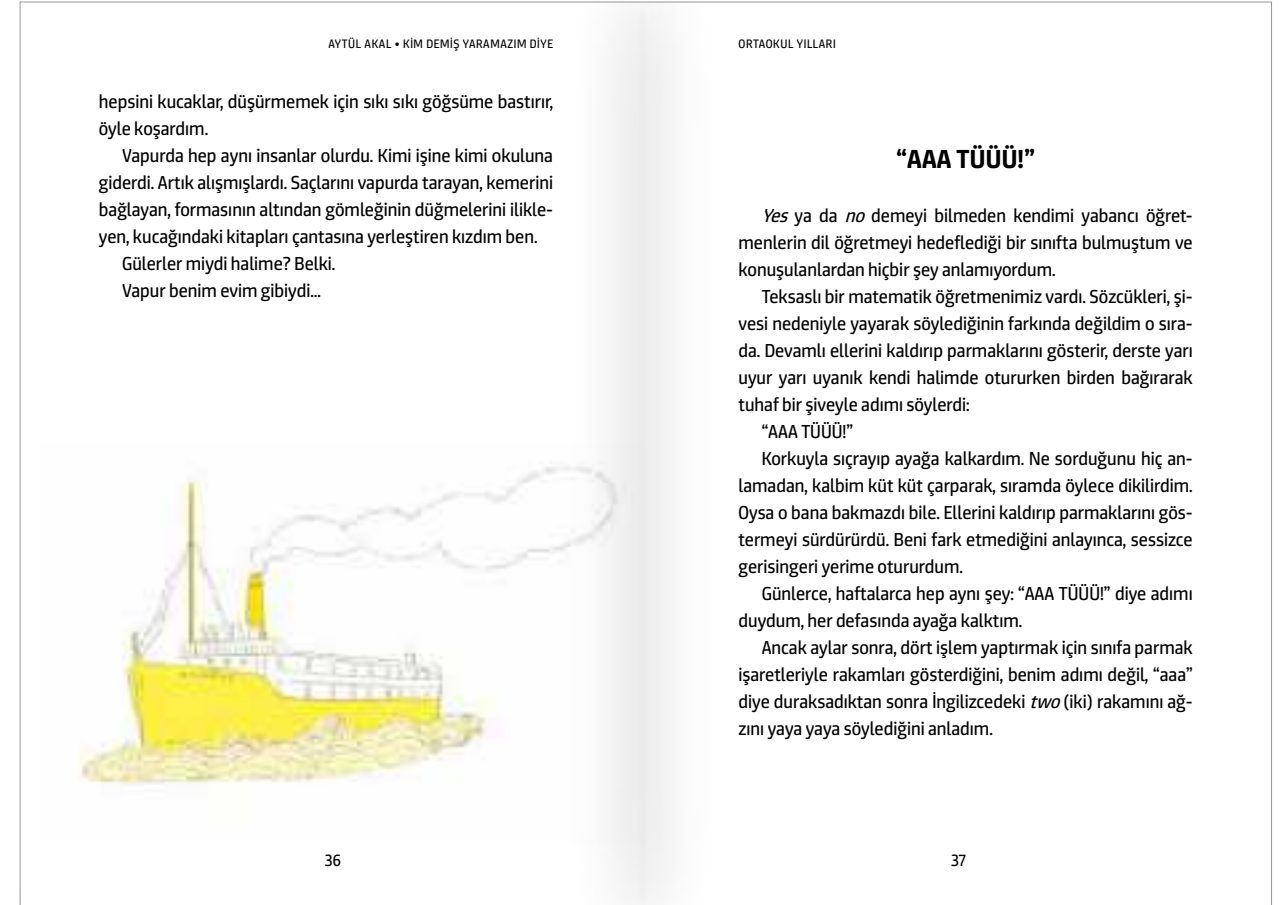 AYTÜL AKAL • KİM DEMİŞ YARAMAZIM DİYE
hepsini kucaklar, düşürmemek için sıkı sıkı göğsüme bastırır,
öyle koşardım.
Vapurda hep aynı insanlar olurdu. Kimi işine kimi okuluna
giderdi. Artık alışmışlardı. Saçlarını vapurda tarayan, kemerini
bağlayan, formasının altından gömleğinin düğmelerini ilikle-
yen, kucağındaki kitapları çantasına yerleştiren kızdım ben.
Gülerler miydi halime? Belki.
Vapur benim evim gibiydi...
36
ORTAOKUL YILLARI
“AAA TÜÜÜ!”
Yes ya da no demeyi bilmeden kendimi yabancı öğret-
menlerin dil öğretmeyi hedeflediği bir sınıfta bulmuştum ve
konuşulanlardan hiçbir şey anlamıyordum.
Teksaslı bir matematik öğretmenimiz vardı. Sözcükleri, şi-
vesi nedeniyle yayarak söylediğinin farkında değildim o sıra-
da. Devamlı ellerini kaldırıp parmaklarını gösterir, derste yarı
uyur yarı uyanık kendi halimde otururken birden bağırarak
tuhaf bir şiveyle adımı söylerdi:
“AAA TÜÜÜ!”
Korkuyla sıçrayıp ayağa kalkardım. Ne sorduğunu hiç an-
lamadan, kalbim küt küt çarparak, sıramda öylece dikilirdim.
Oysa o bana bakmazdı bile. Ellerini kaldırıp parmaklarını gös-
termeyi sürdürürdü. Beni fark etmediğini anlayınca, sessizce
gerisingeri yerime otururdum.
Günlerce, haftalarca hep aynı şey: “AAA TÜÜÜ!” diye adımı
duydum, her defasında ayağa kalktım.
Ancak aylar sonra, dört işlem yaptırmak için sınıfa parmak
işaretleriyle rakamları gösterdiğini, benim adımı değil, “aaa”
diye duraksadıktan sonra İngilizcedeki two (iki) rakamını ağ-
zını yaya yaya söylediğini anladım.
37